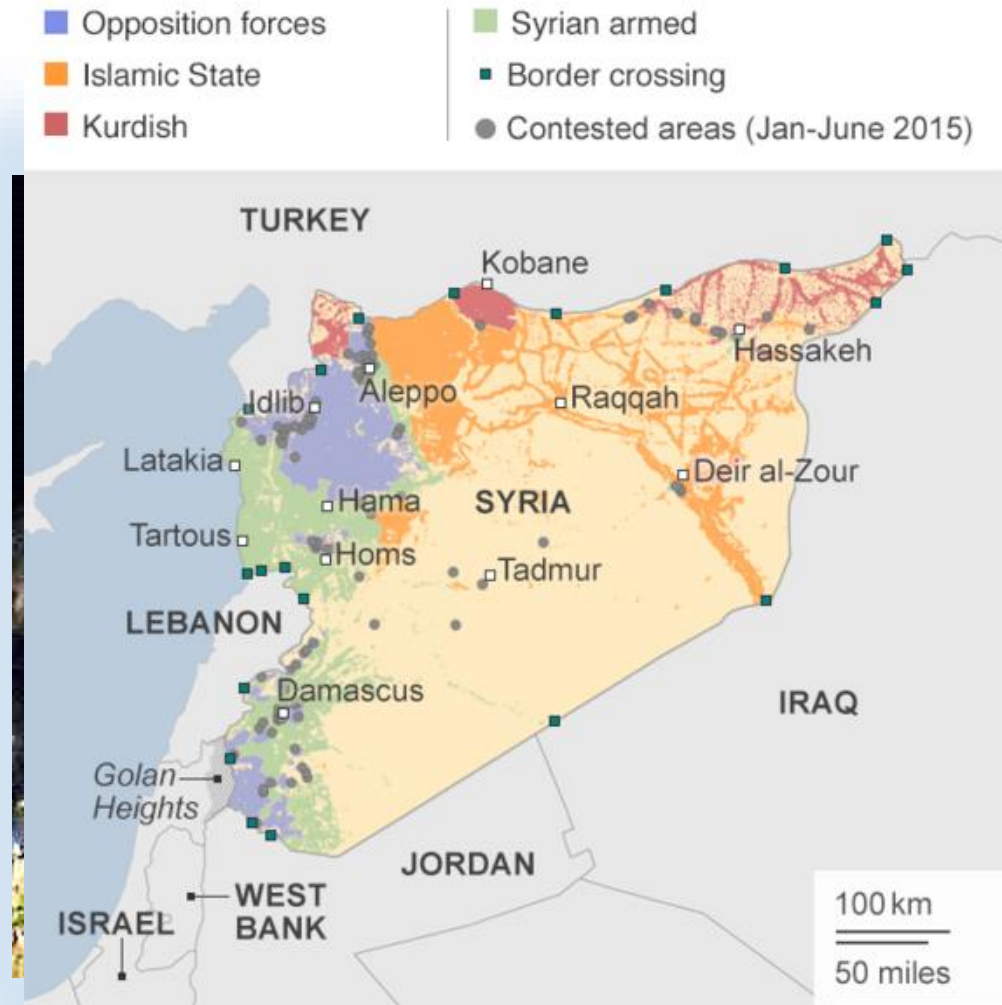 Opposition forces
Islamic State
Kurdish
Syrian armed
Border crossing
Contested areas (Jan-June 2015)
TURKEY
Kobane
Hassakeh
Aleppo
Idlib
Raqqah
Latakia
Deir al-Zour
Hama
SYRIA
Tartous
Homs
Tadmur
LEBANON
Damascus
IRAQ
Golan
Heights
JORDAN
WEST
BANK
ISRAEL
100 km
50 miles